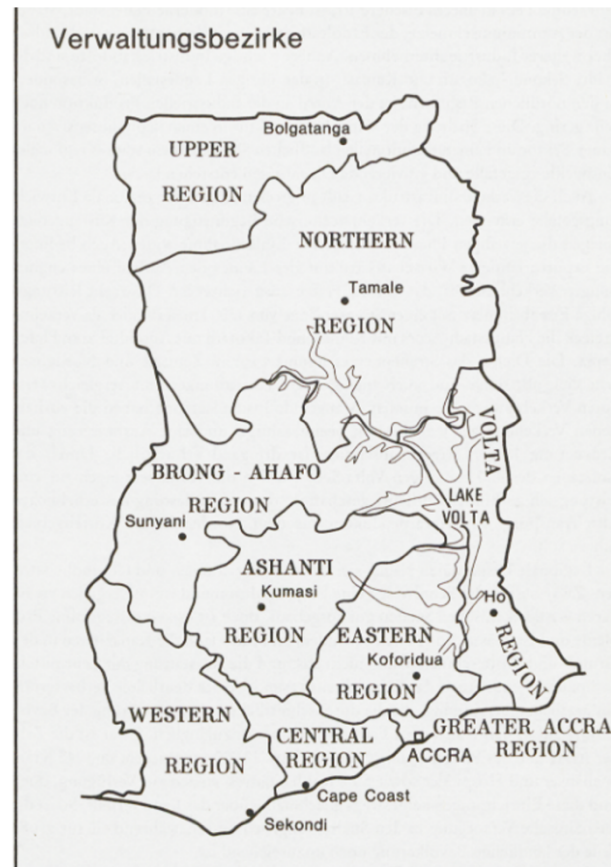 Verwaltungsbezirke
Bolgatanga
UPPER
REGION
NORTHERN
Tamale
REGION
VOLTA
BRONG - AHAFO
LAKE
REGION
VOLTA
Sunyani
ASHANTI
Kumasi
Ho
REGION
EASTERN
REGION
Koforidua
REGION
WESTERN
CENTRAL
GREATER ACCRA
REGION
REGION
ACCRA
REGION
Cape Coast
Sekondi